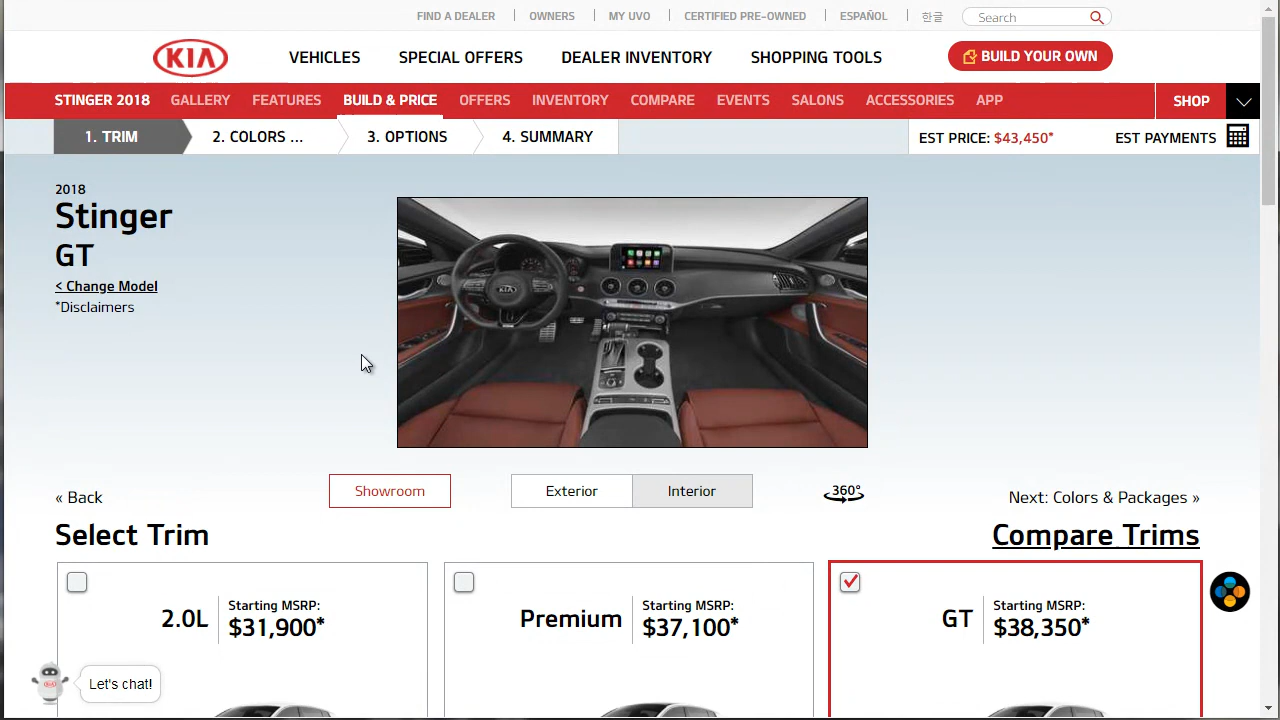 FIND A DEALER OWNERS MY UVO CERTIFIED PRE-OWNED ESPAÑOL 한글 Search
KIA VEHICLES SPECIAL OFFERS DEALER INVENTORY SHOPPING TOOLS BUILD YOUR OWN
STINGER 2018 GALLERY FEATURES BUILD & PRICE OFFERS INVENTORY COMPARE EVENTS SALONS ACCESSORIES APP SHOP
1. TRIM 2. COLORS ... 3. OPTIONS 4. SUMMARY EST PRICE: $43,450* EST PAYMENTS
2018
Stinger
GT
< Change Model
*Disclaimers
KIA
Showroom Exterior Interior 360°
« Back Next: Colors & Packages »
Select Trim Compare Trims
2.0L Starting MSRP: $31,900*
Premium Starting MSRP: $37,100*
GT Starting MSRP: $38,350*
KIA Let's chat!